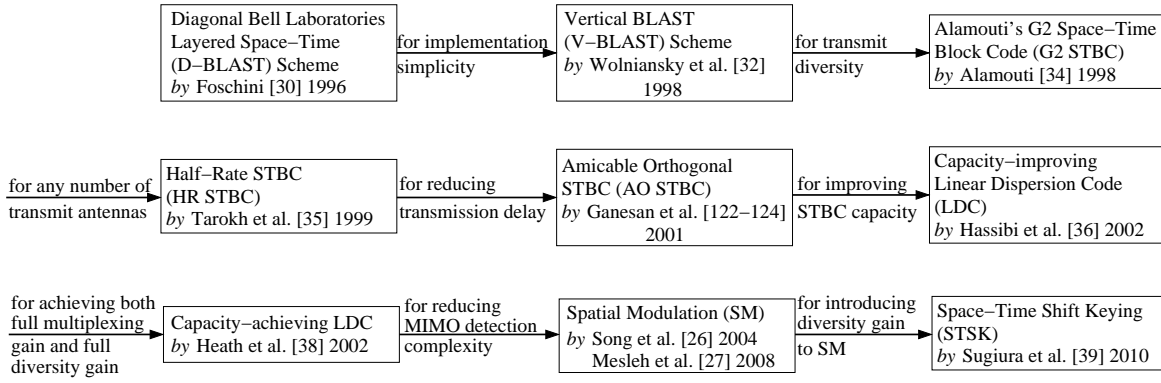 Diagonal Bell Laboratories
Layered Space−Time
(D−BLAST) Scheme
by Foschini [30] 1996
for implementation
simplicity
Vertical BLAST
(V−BLAST) Scheme
by Wolniansky et al. [32]
1998
for transmit
diversity
Alamouti's G2 Space−Time
Block Code (G2 STBC)
by Alamouti [34] 1998
for any number of
transmit antennas
Half−Rate STBC
(HR STBC)
by Tarokh et al. [35] 1999
for reducing
transmission delay
Amicable Orthogonal
STBC (AO STBC)
by Ganesan et al. [122−124]
2001
for improving
STBC capacity
Capacity−improving
Linear Dispersion Code
(LDC)
by Hassibi et al. [36] 2002
for achieving both
full multiplexing
gain and full
diversity gain
Capacity−achieving LDC
by Heath et al. [38] 2002
for reducing
MIMO detection
complexity
Spatial Modulation (SM)
by Song et al. [26] 2004
Mesleh et al. [27] 2008
for introducing
diversity gain
to SM
Space−Time Shift Keying
(STSK)
by Sugiura et al. [39] 2010